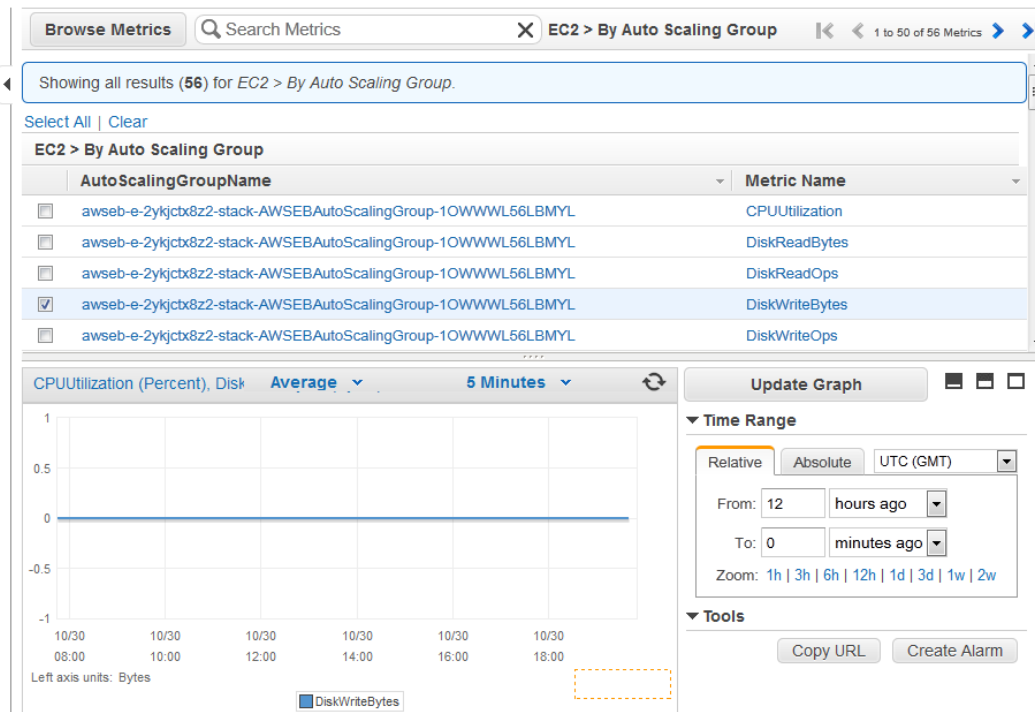 Browse Metrics Search Metrics EC2 > By Auto Scaling Group 1 to 50 of 56 Metrics
Showing all results (56) for EC2 > By Auto Scaling Group.
Select All | Clear
EC2 > By Auto Scaling Group
AutoScalingGroupName Metric Name
awseb-e-2ykjctx8z2-stack-AWSEBAutoScalingGroup-1OWWWL56LBMYL CPUUtilization
awseb-e-2ykjctx8z2-stack-AWSEBAutoScalingGroup-1OWWWL56LBMYL DiskReadBytes
awseb-e-2ykjctx8z2-stack-AWSEBAutoScalingGroup-1OWWWL56LBMYL DiskReadOps
awseb-e-2ykjctx8z2-stack-AWSEBAutoScalingGroup-1OWWWL56LBMYL DiskWriteBytes
awseb-e-2ykjctx8z2-stack-AWSEBAutoScalingGroup-1OWWWL56LBMYL DiskWriteOps
CPUUtilization (Percent), Disk Average 5 Minutes
1
0.5
0
-0.5
-1
10/30 10/30 10/30 10/30 10/30 10/30
08:00 10:00 12:00 14:00 16:00 18:00
Left axis units: Bytes
DiskWriteBytes
Update Graph
Time Range
Relative Absolute UTC (GMT)
From: 12 hours ago
To: 0 minutes ago
Zoom: 1h | 3h | 6h | 12h | 1d | 3d | 1w | 2w
Tools
Copy URL Create Alarm